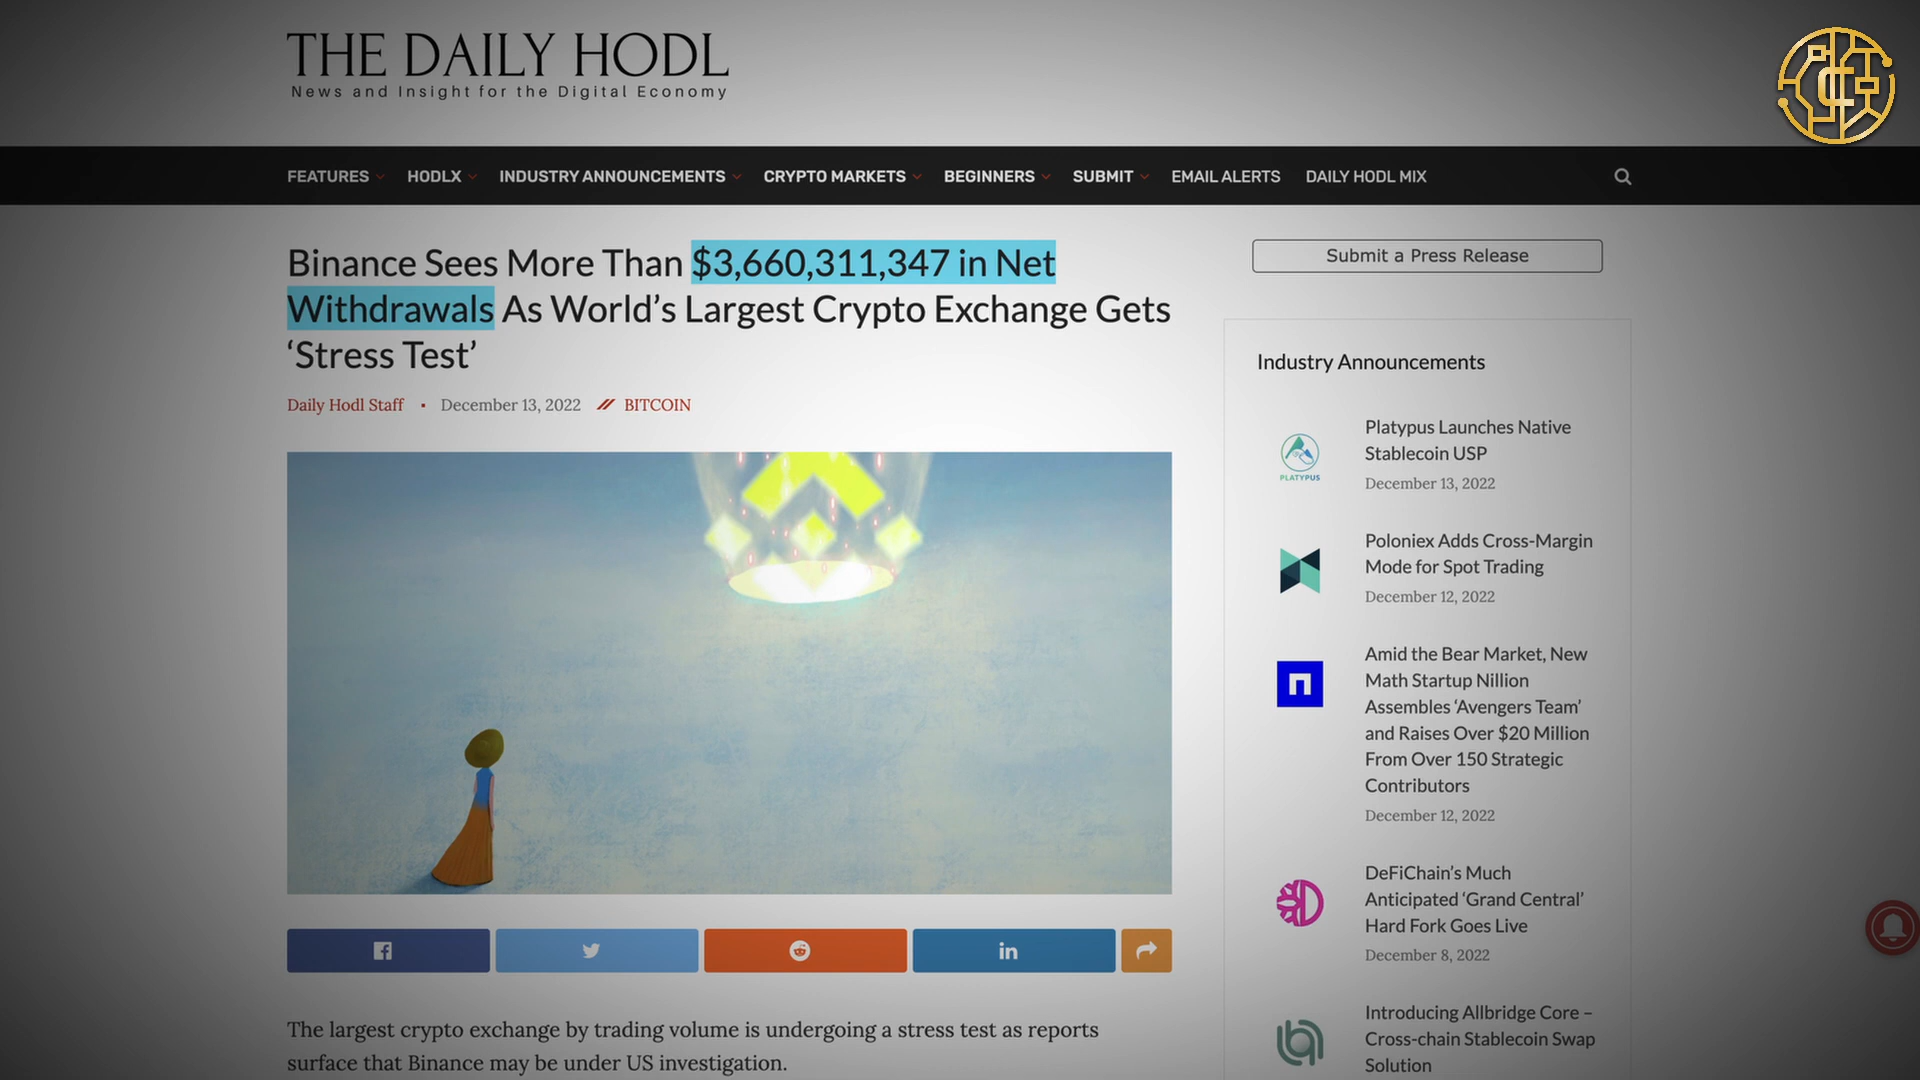 THE DAILY HODL
News and Insight for the Digital Economy
FEATURES HODLX INDUSTRY ANNOUNCEMENTS CRYPTO MARKETS BEGINNERS SUBMIT EMAIL ALERTS DAILY HODL MIX
Binance Sees More Than $3,660,311,347 in Net
Withdrawals As World’s Largest Crypto Exchange Gets
‘Stress Test’
Daily Hodl Staff • December 13, 2022 BITCOIN
The largest crypto exchange by trading volume is undergoing a stress test as reports
surface that Binance may be under US investigation.
Submit a Press Release
Industry Announcements
PLATYPUS
Platypus Launches Native
Stablecoin USP
December 13, 2022
Poloniex Adds Cross-Margin
Mode for Spot Trading
December 12, 2022
Amid the Bear Market, New
Math Startup Nillion
Assembles ‘Avengers Team’
and Raises Over $20 Million
From Over 150 Strategic
Contributors
December 12, 2022
DeFiChain’s Much
Anticipated ‘Grand Central’
Hard Fork Goes Live
December 8, 2022
Introducing Allbridge Core –
Cross-chain Stablecoin Swap
Solution